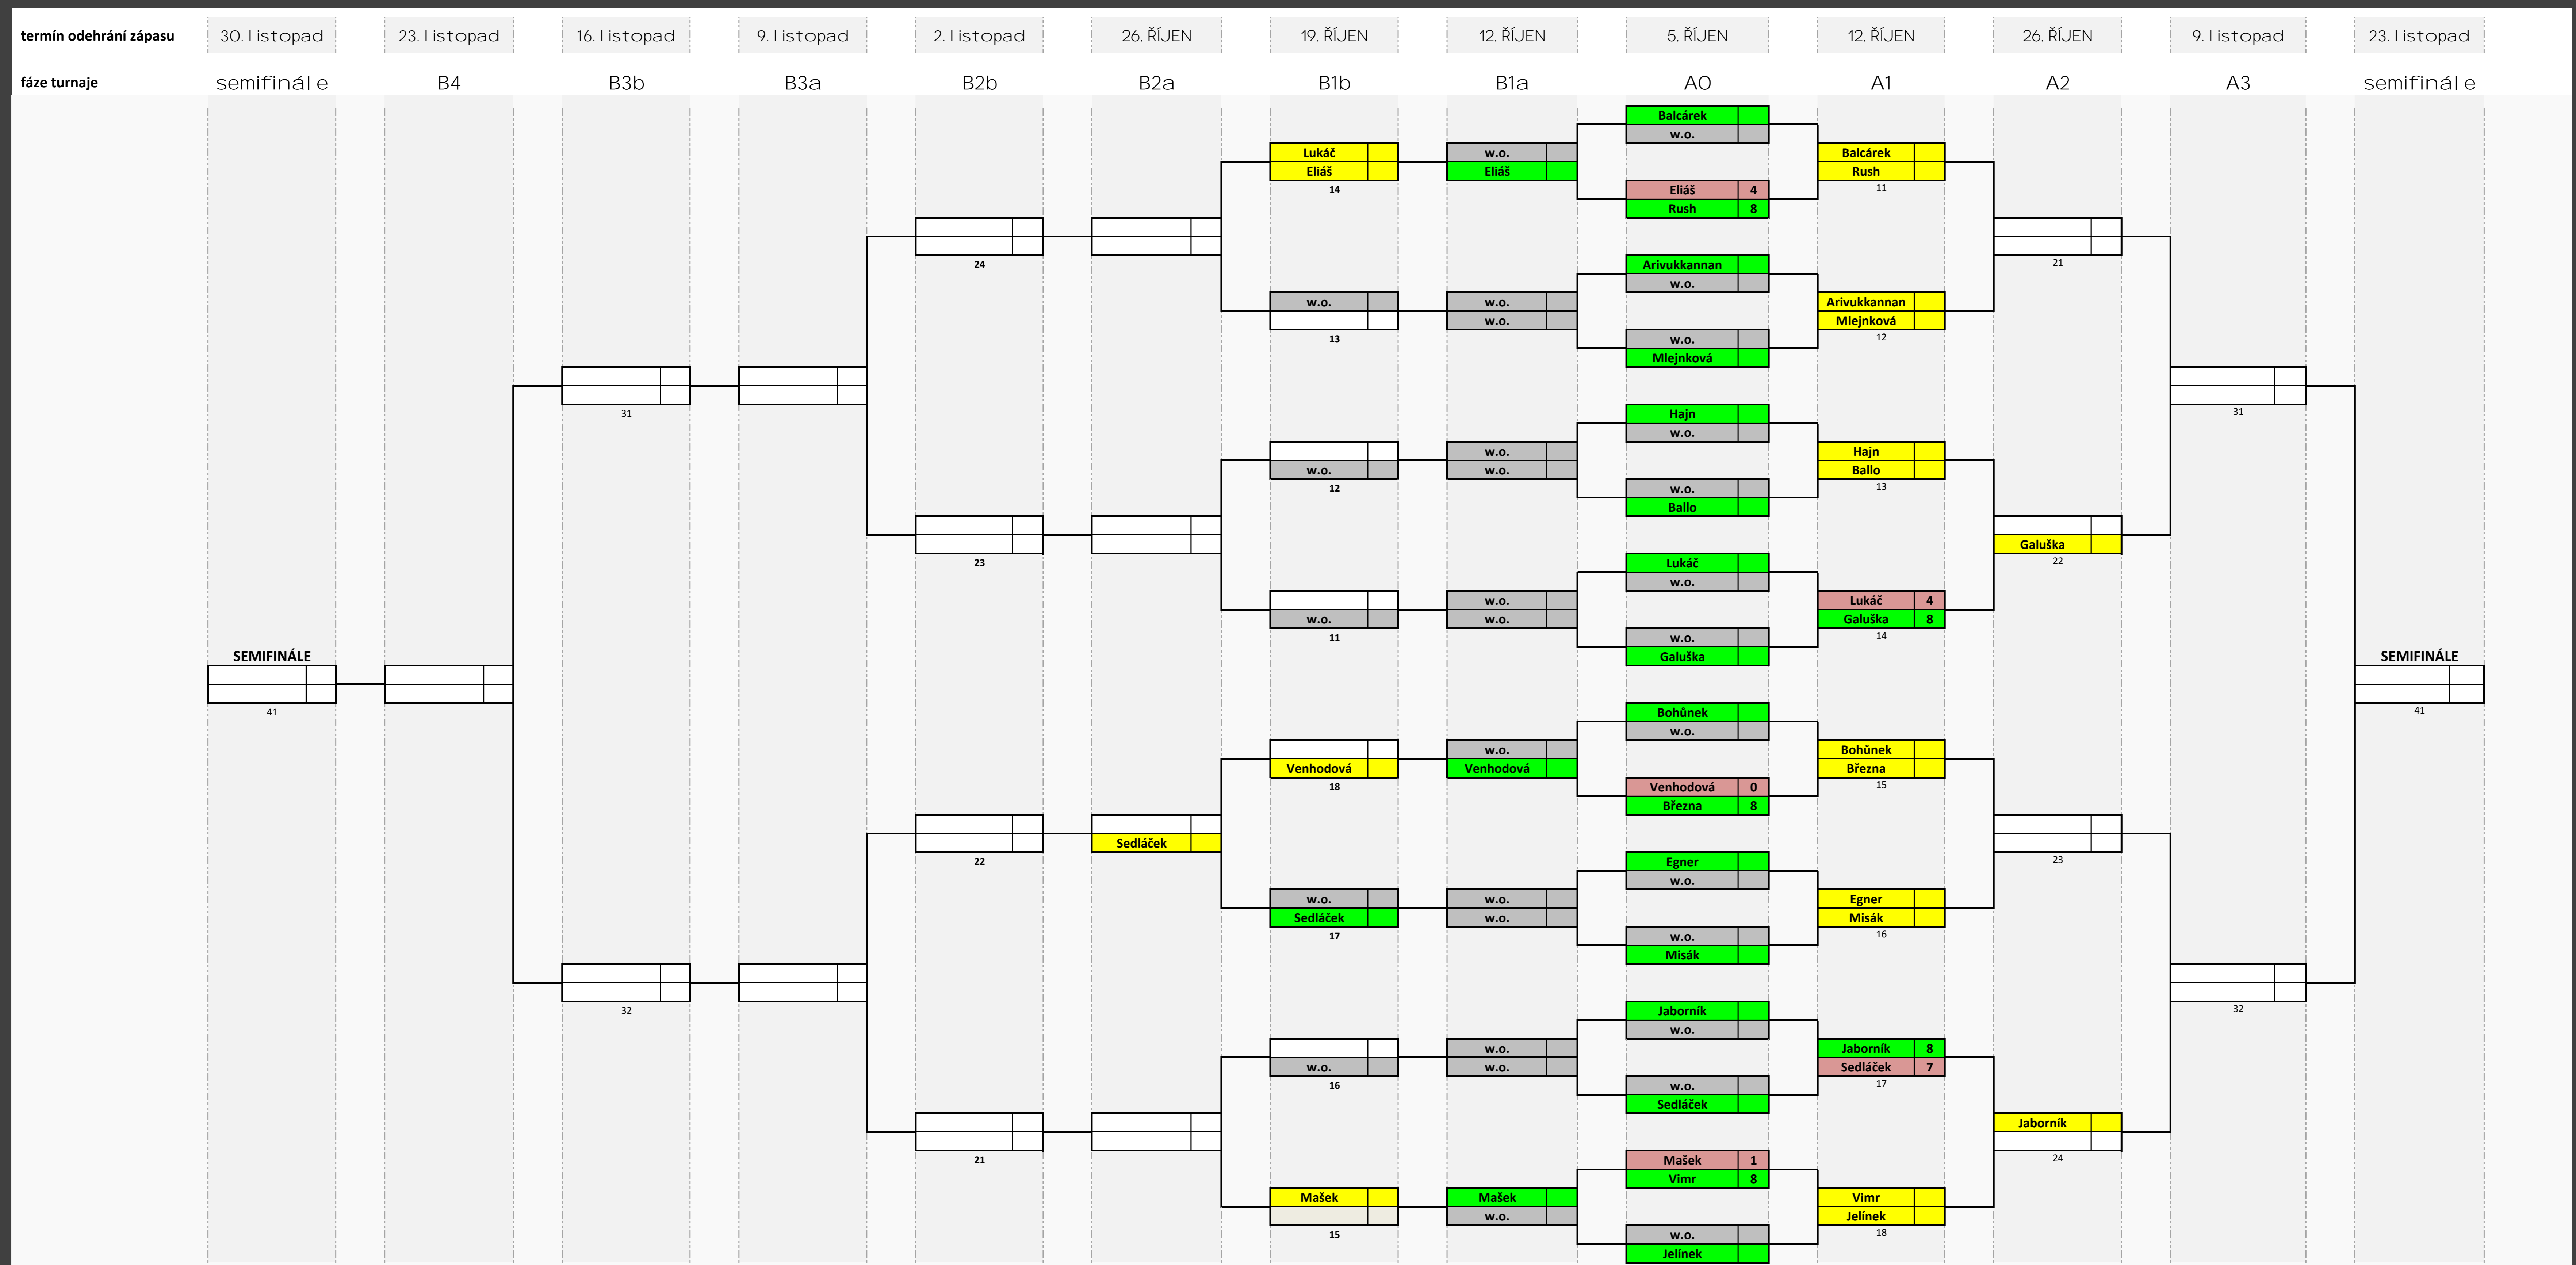 termín odehrání zápasu 30. listopad 23. listopad 16. listopad 9. listopad 2. listopad 26. ŘÍJEN 19. ŘÍJEN 12. ŘÍJEN 5. ŘÍJEN 12. ŘÍJEN 26. ŘÍJEN 9. listopad 23. listopad
fáze turnaje semifinále B4 B3b B3a B2b B2a B1b B1a A0 A1 A2 A3 semifinále
Balcárek
w.o.
Lukáč w.o. Balcárek
Eliáš Eliáš Rush
14 Eliáš 4 11
Rush 8
24 Arivukkannan 21
w.o.
w.o. w.o. Arivukkannan
w.o. Mlejnková
13 w.o. 12
Mlejnková
31 Hajn 31
w.o.
w.o. Hajn
w.o. w.o. Ballo
12 w.o. 13
Ballo
Galuška
23 Lukáč 22
w.o.
w.o. Lukáč 4
w.o. w.o. Galuška 8
11 w.o. 14
SEMIFINÁLE Galuška SEMIFINÁLE
41 Bohůnek 41
w.o.
w.o. Bohůnek
Venhodová Venhodová Března
18 Venhodová 0 15
Března 8
Sedláček
22 Egner 23
w.o.
w.o. w.o. Egner
Sedláček w.o. Misák
17 w.o. 16
Misák
32 Jaborník 32
w.o.
w.o. Jaborník 8
w.o. w.o. Sedláček 7
16 w.o. 17
Sedláček
Jaborník
21 Mašek 1 24
Vimr 8
Mašek Mašek Vimr
w.o. Jelínek
15 w.o. 18
Jelínek